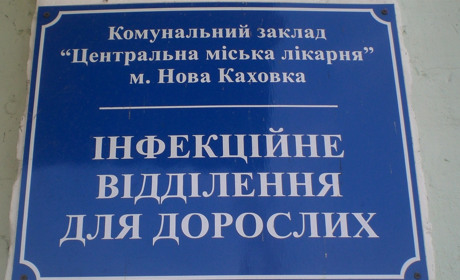 Комунальний заклад
“Центральна міська лікарня”
м. Нова Каховка
ІНФЕКЦІЙНЕ
ВІДДІЛЕННЯ
ДЛЯ ДОРОСЛИХ